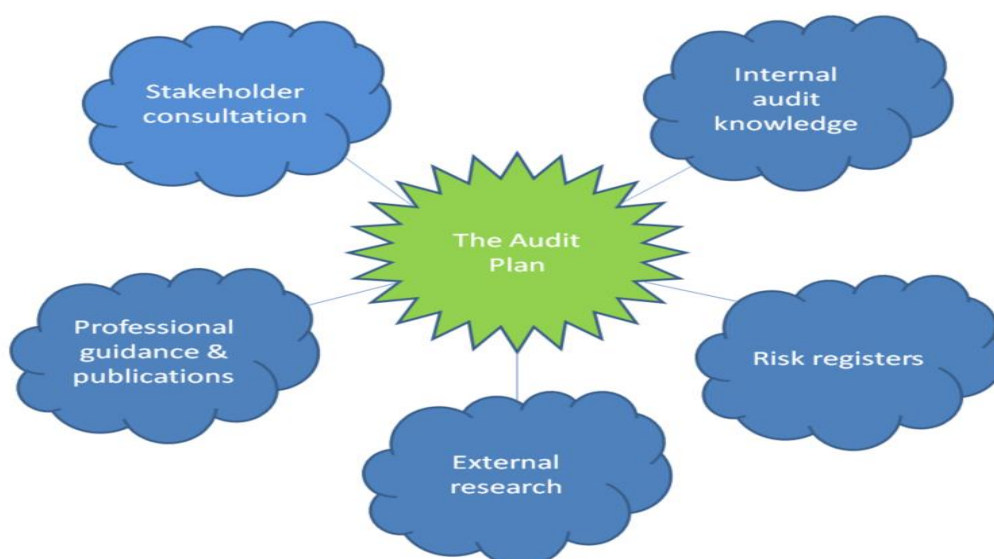 Stakeholder
consultation
Internal
audit
knowledge
The Audit
Plan
Professional
guidance &
publications
Risk registers
External
research